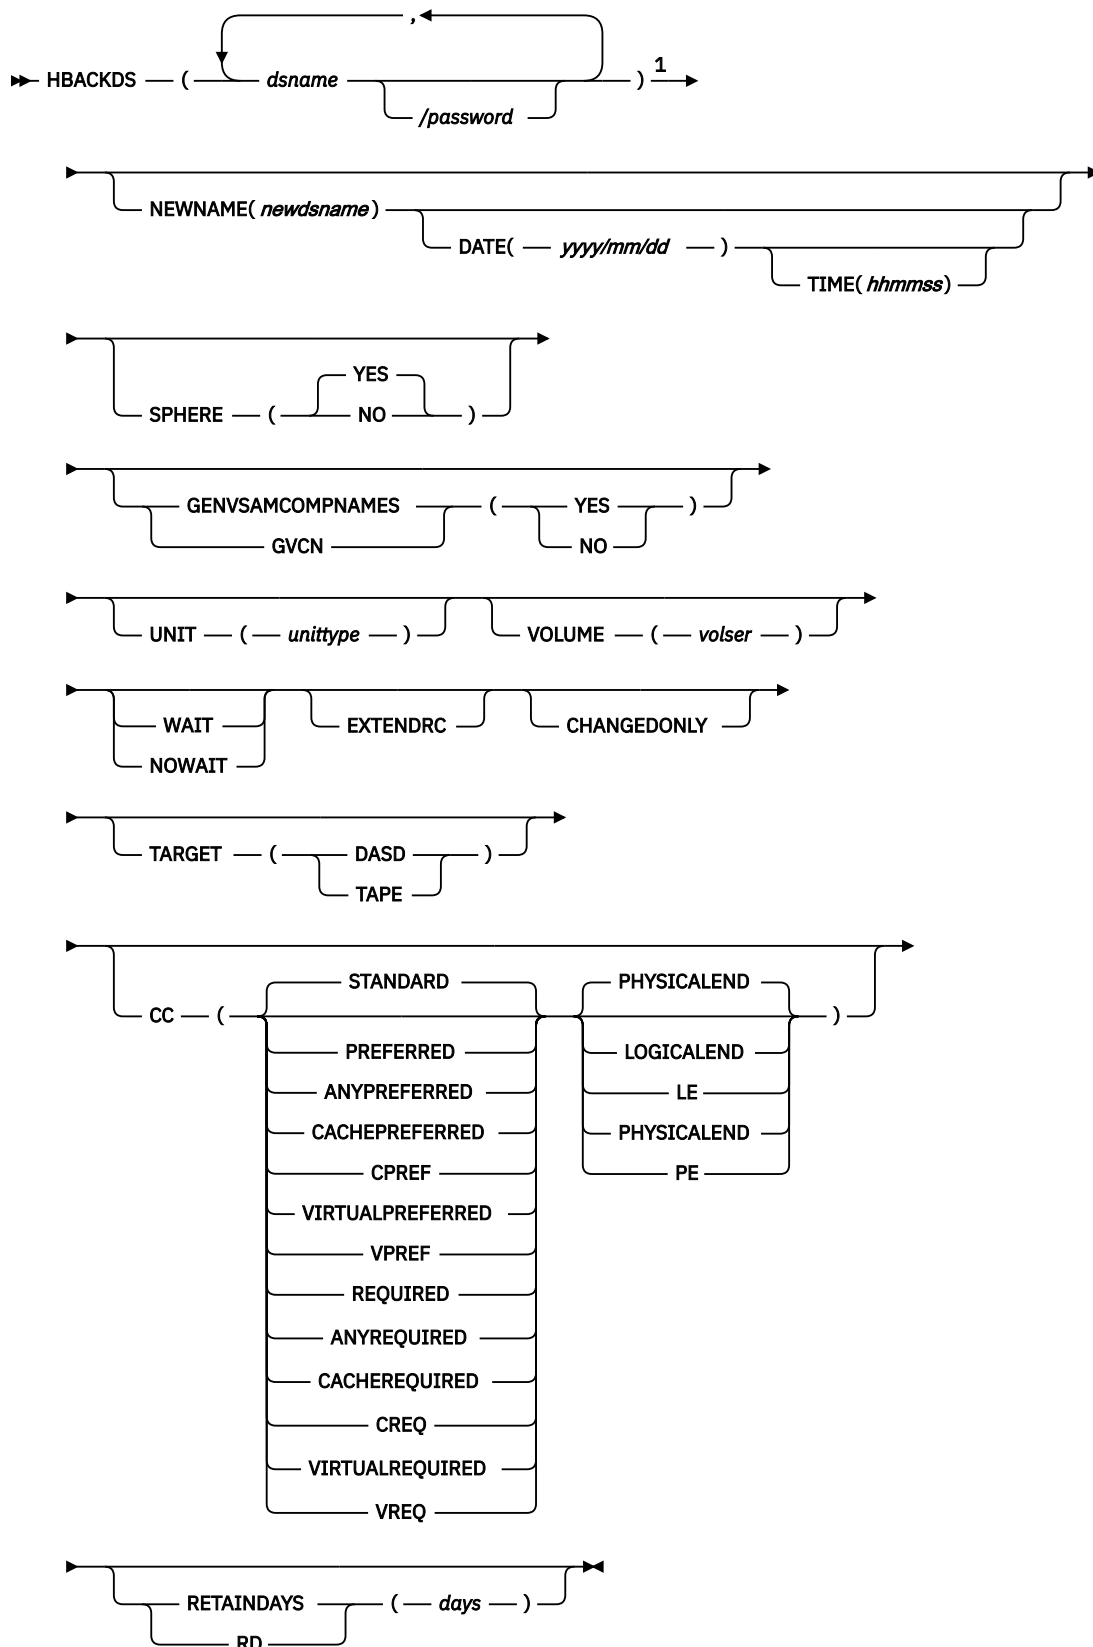 ,
HBACKDS ( dsname ) 1
/password
NEWNAME( newdsname )
DATE( yyyy/mm/dd )
TIME( hhmmss )
YES
SPHERE ( NO )
GENVSAMCOMPNAMES ( YES )
GVCN NO
UNIT ( unittype ) VOLUME ( volser )
WAIT EXTENDRC CHANGEDONLY
NOWAIT
TARGET ( DASD )
TAPE
STANDARD PHYSICALEND
CC ( )
PREFERRED LOGICALEND
ANYPREFERRED LE
CACHEPREFERRED PHYSICALEND
CPREF PE
VIRTUALPREFERRED
VPREF
REQUIRED
ANYREQUIRED
CACHEREQUIRED
CREQ
VIRTUALREQUIRED
VREQ
RETAINDAYS ( days )
RD